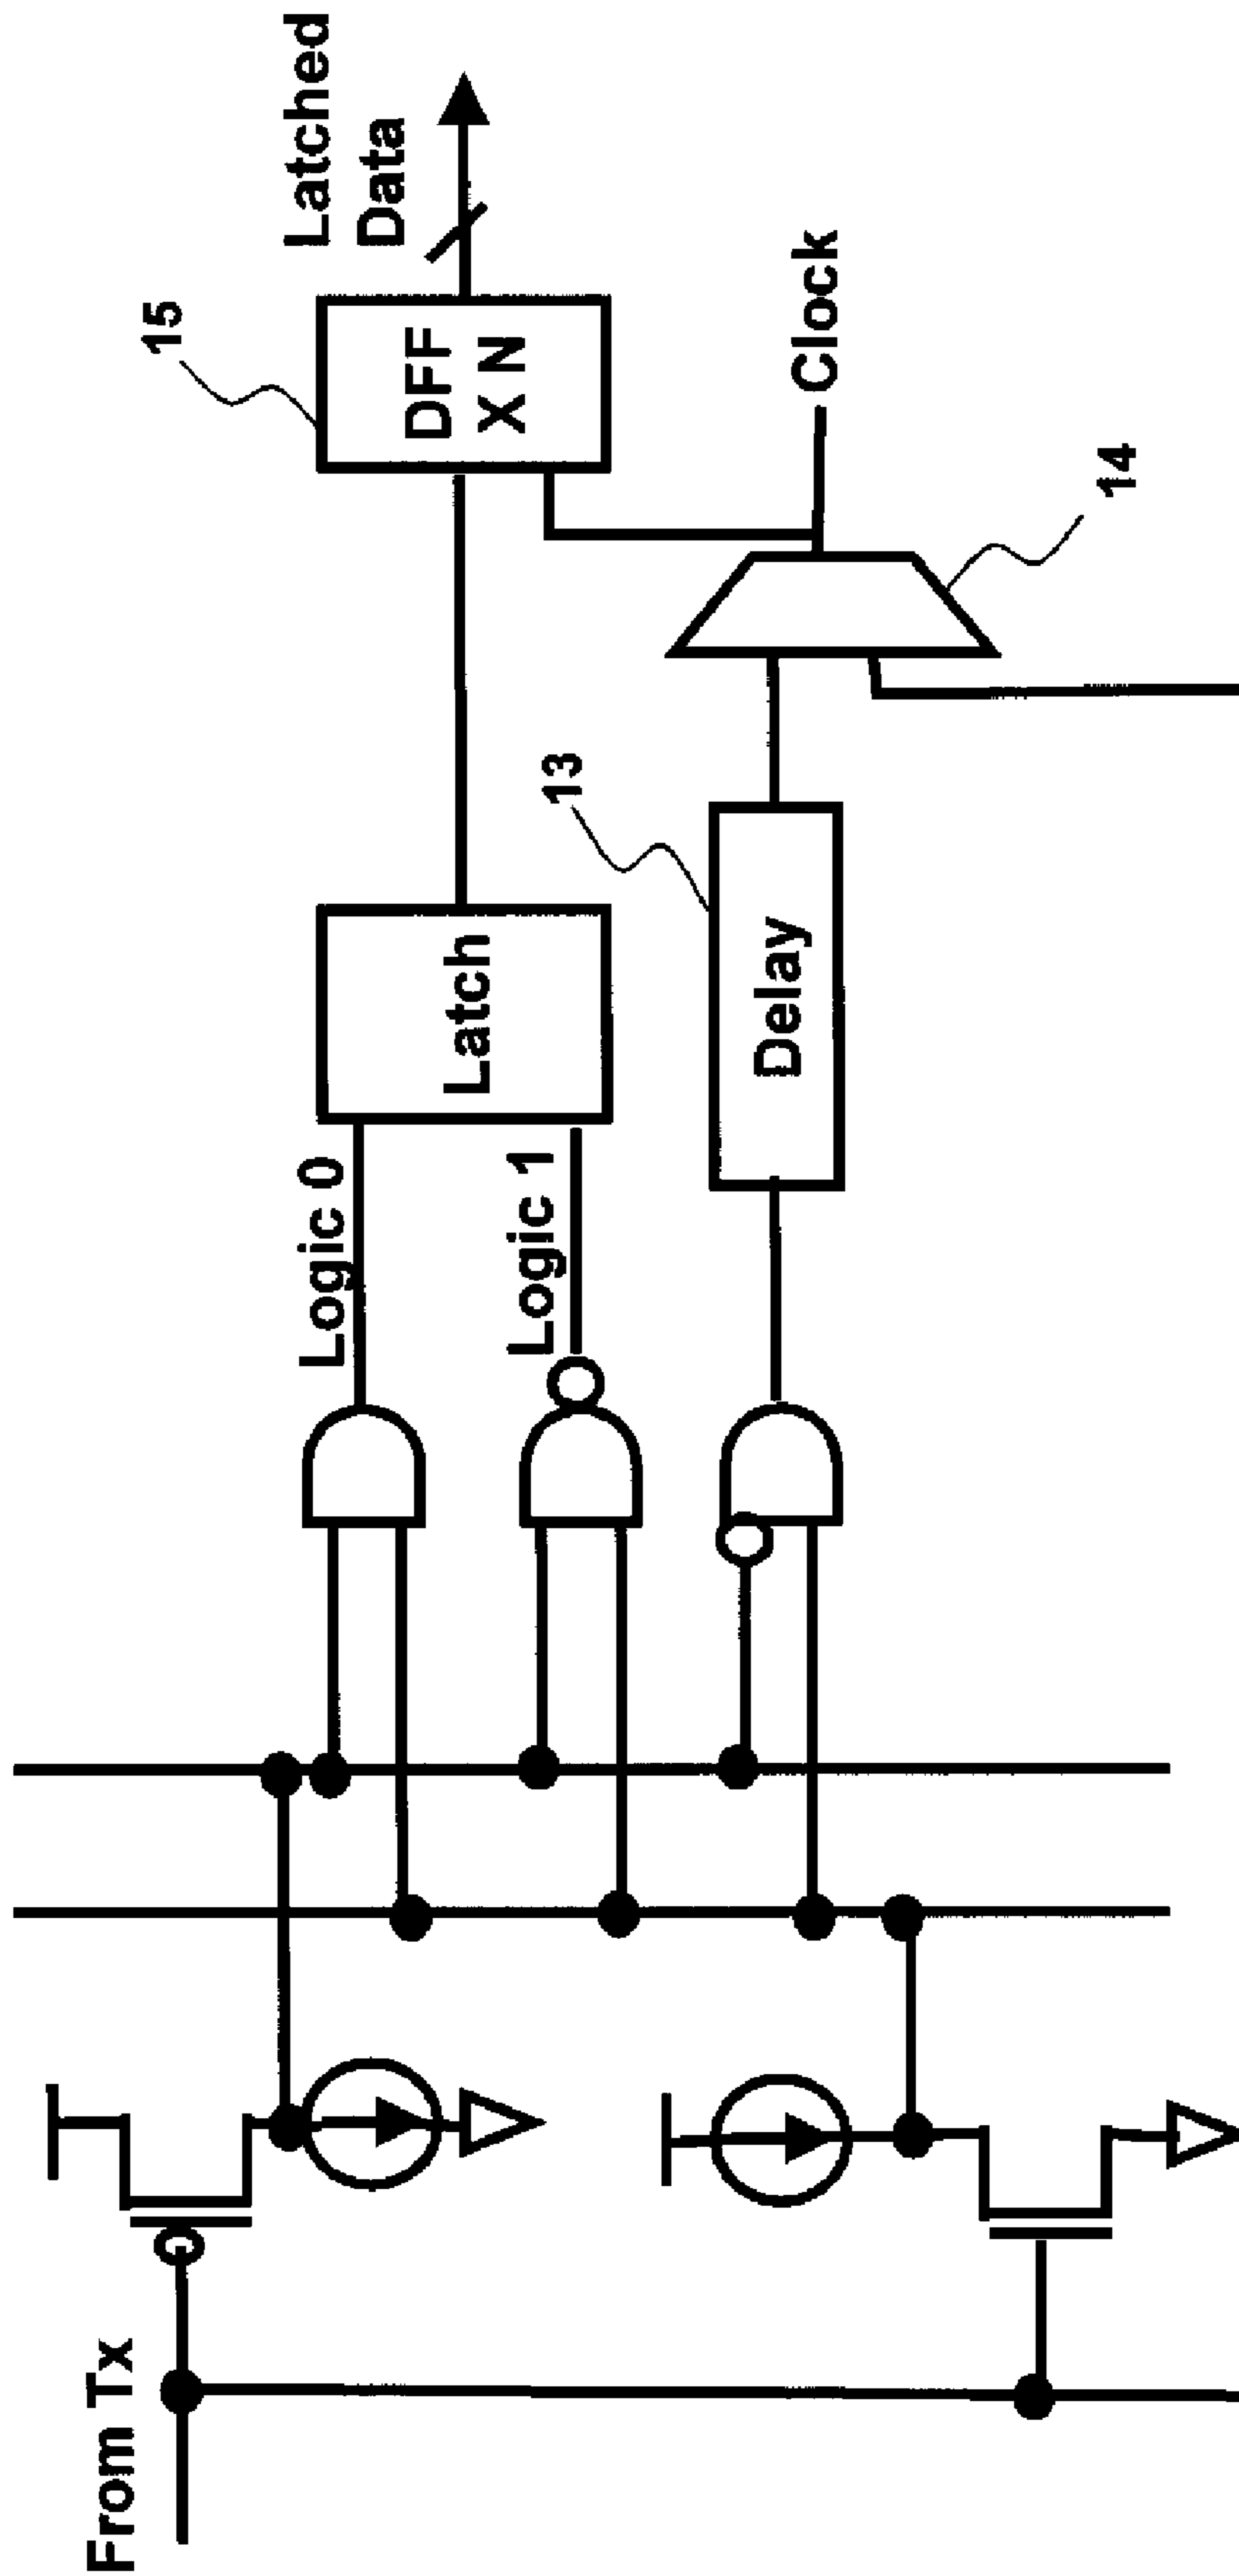 From Tx
Logic 0
Logic 1
Latch
Delay
13
15
DFF
X N
Latched
Data
Clock
14